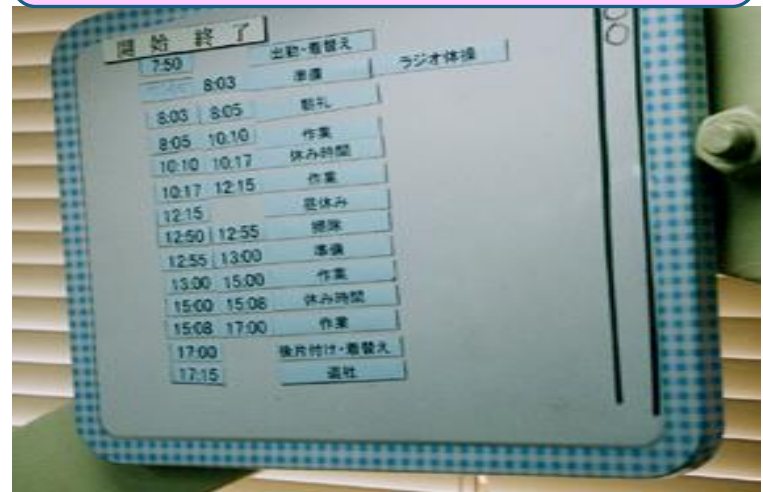 開始 終了
7:50 出勤・着替え
8:03 準備 ラジオ体操
8:03 8:05 朝礼
8:05 10:10 作業
10:10 10:17 休み時間
10:17 12:15 作業
12:15 昼休み
12:50 12:55 掃除
12:55 13:00 準備
13:00 15:00 作業
15:00 15:08 休み時間
15:08 17:00 作業
17:00 後片付け・着替え
17:15 退社